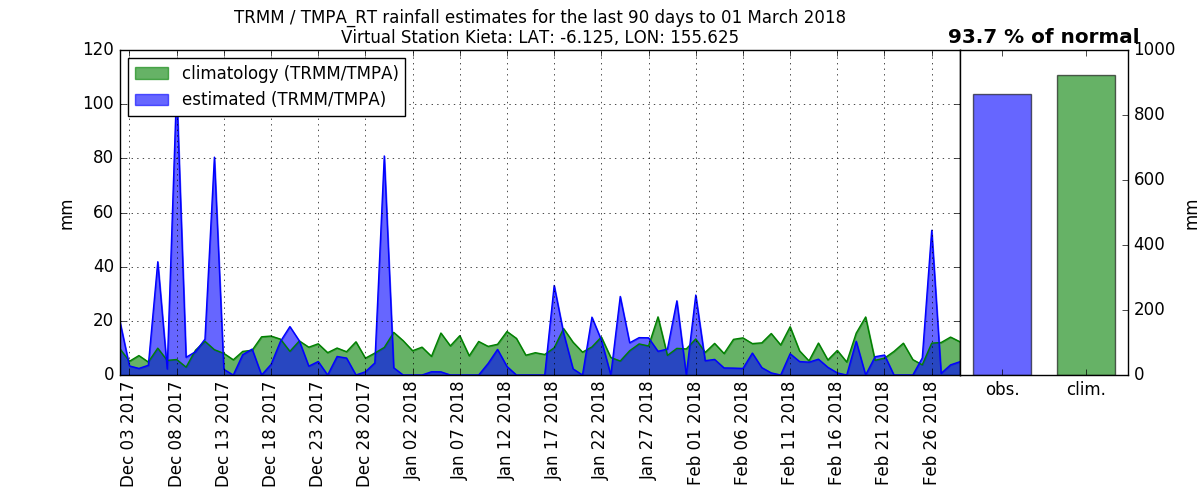 TRMM / TMPA_RT rainfall estimates for the last 90 days to 01 March 2018
Virtual Station Kieta: LAT: -6.125, LON: 155.625
93.7 % of normal
climatology (TRMM/TMPA)
estimated (TRMM/TMPA)
120
100
80
60
40
20
0
mm
Dec 03 2017
Dec 08 2017
Dec 13 2017
Dec 18 2017
Dec 23 2017
Dec 28 2017
Jan 02 2018
Jan 07 2018
Jan 12 2018
Jan 17 2018
Jan 22 2018
Jan 27 2018
Feb 01 2018
Feb 06 2018
Feb 11 2018
Feb 16 2018
Feb 21 2018
Feb 26 2018
obs.
clim.
1000
800
600
400
200
0
mm